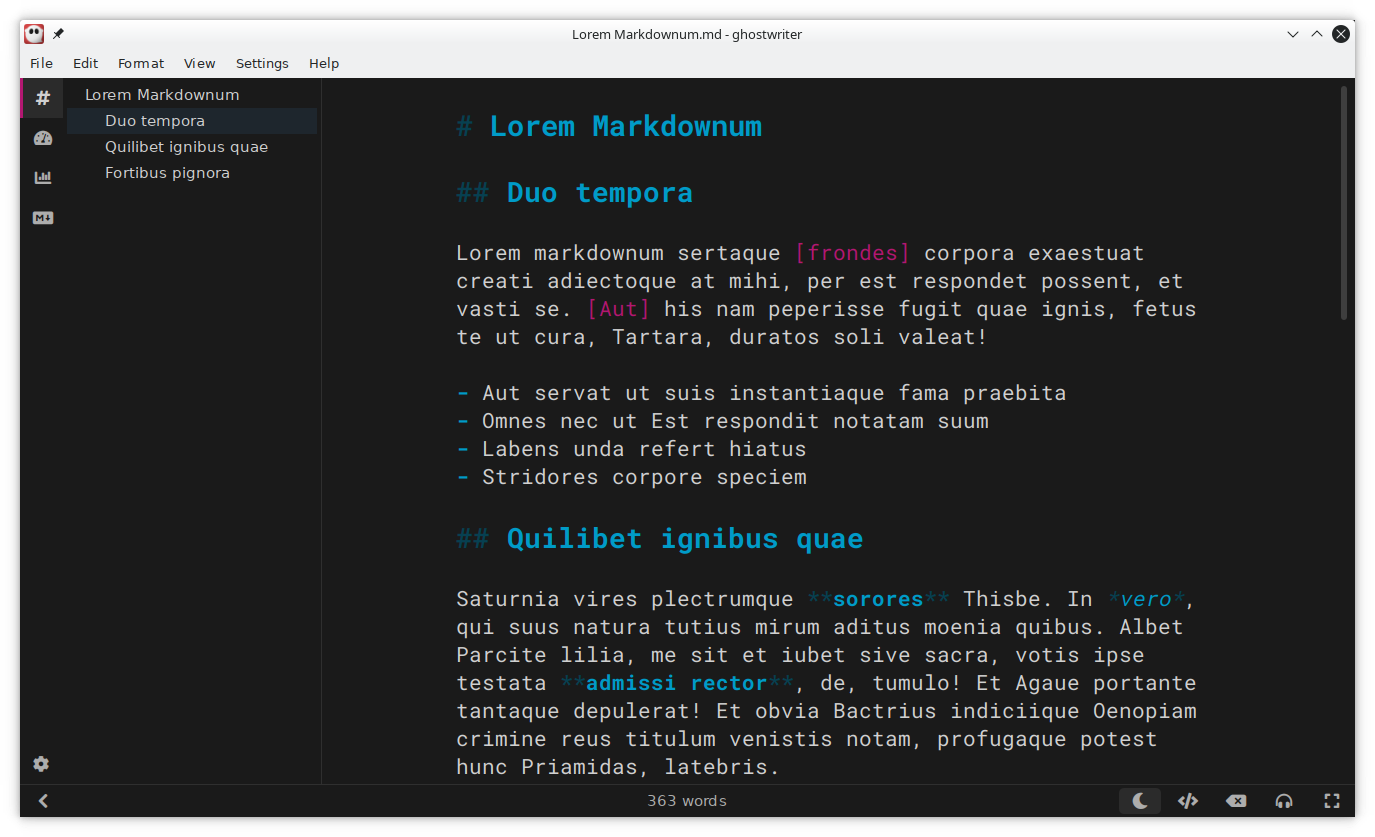 Lorem Markdownum.md - ghostwriter
File Edit Format View Settings Help
Lorem Markdownum
Duo tempora
Quilibet ignibus quae
Fortibus pignora
# Lorem Markdownum
## Duo tempora
Lorem markdownum sertaque [frondes] corpora exaestuat
creati adiectoque at mihi, per est respondet possent, et
vasti se. [Aut] his nam peperisse fugit quae ignis, fetus
te ut cura, Tartara, duratos soli valeat!
- Aut servat ut suis instantiaque fama praebita
- Omnes nec ut Est respondit notatam suum
- Labens unda refert hiatus
- Stridores corpore speciem
## Quilibet ignibus quae
Saturnia vires plectrumque **sorores** Thisbe. In *vero*,
qui suus natura tutius mirum aditus moenia quibus. Albet
Parcite lilia, me sit et iubet sive sacra, votis ipse
testata **admissi rector**, de, tumulo! Et Agaue portante
tantaque depulerat! Et obvia Bactrius indiciique Oenopiam
crimine reus titulum venistis notam, profugaque potest
hunc Priamidas, latebris.
363 words